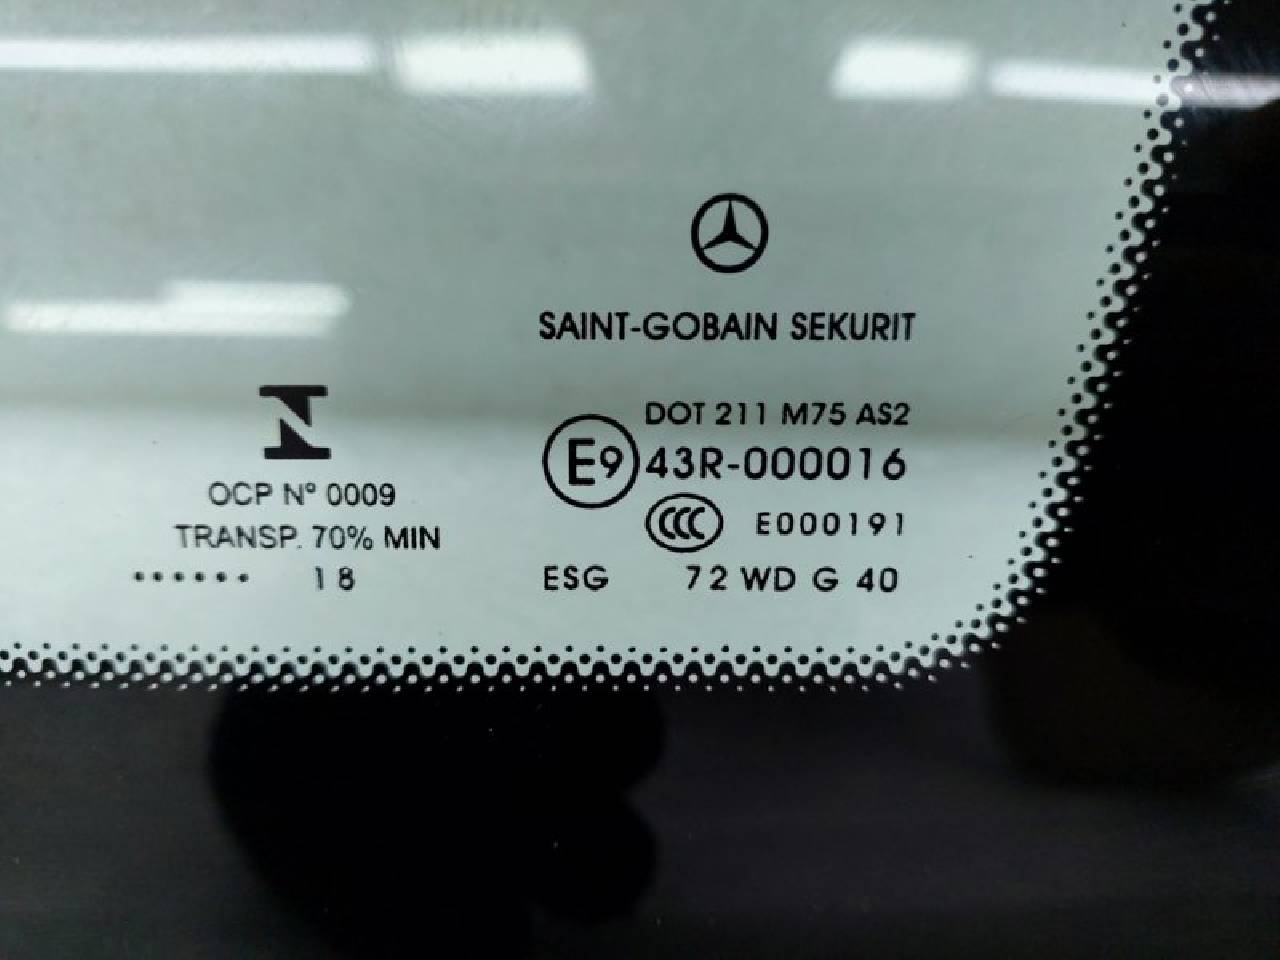 SAINT-GOBAIN SEKURIT
DOT 211 M75 AS2
E9 43R-000016
CCC E000191
ESG 72 WD G 40
N
OCP Nº 0009
TRANSP. 70% MIN
...... 18